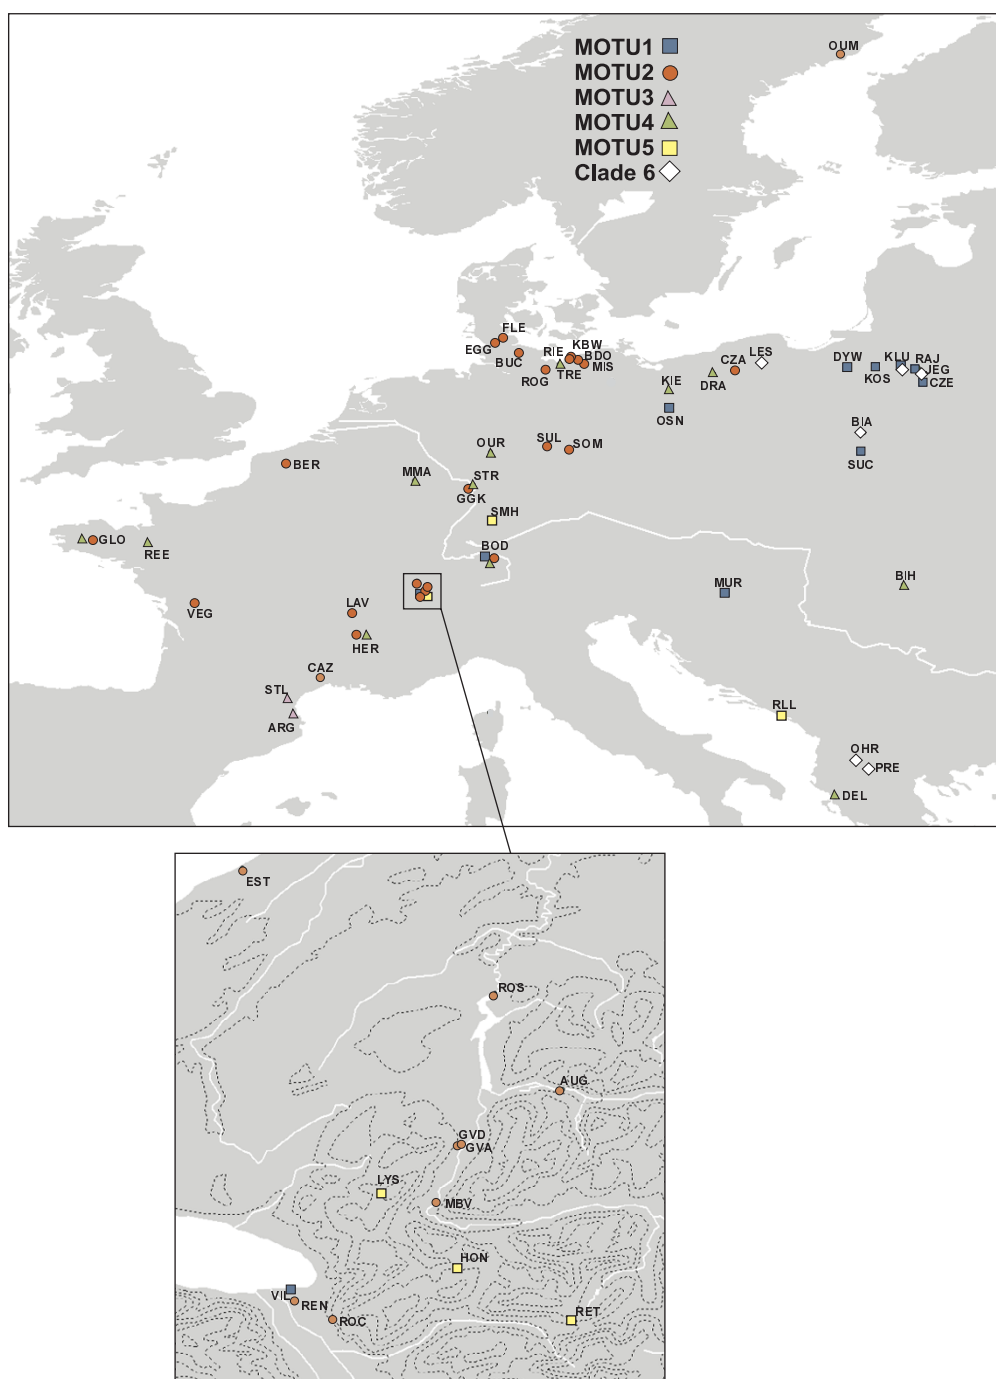 OUM
MOTU1
MOTU2
MOTU3
MOTU4
MOTU5
Clade 6
FLE
EGG
BUC
RIE
KBW
BDO
MIS
TRE
ROG
CZA
LES
DRA
KIE
OSN
DYW
KOS
KLU
RAJ
JEG
CZE
BIA
SUC
SUL
SOM
OUR
BER
MMA
STR
GGK
SMH
GLO
REE
BOD
MUR
BIH
VEG
LAV
HER
CAZ
STL
ARG
RLL
OHR
PRE
DEL
EST
ROS
AUG
GVD
GVA
LYS
MBV
HON
VIL
REN
ROC
RET